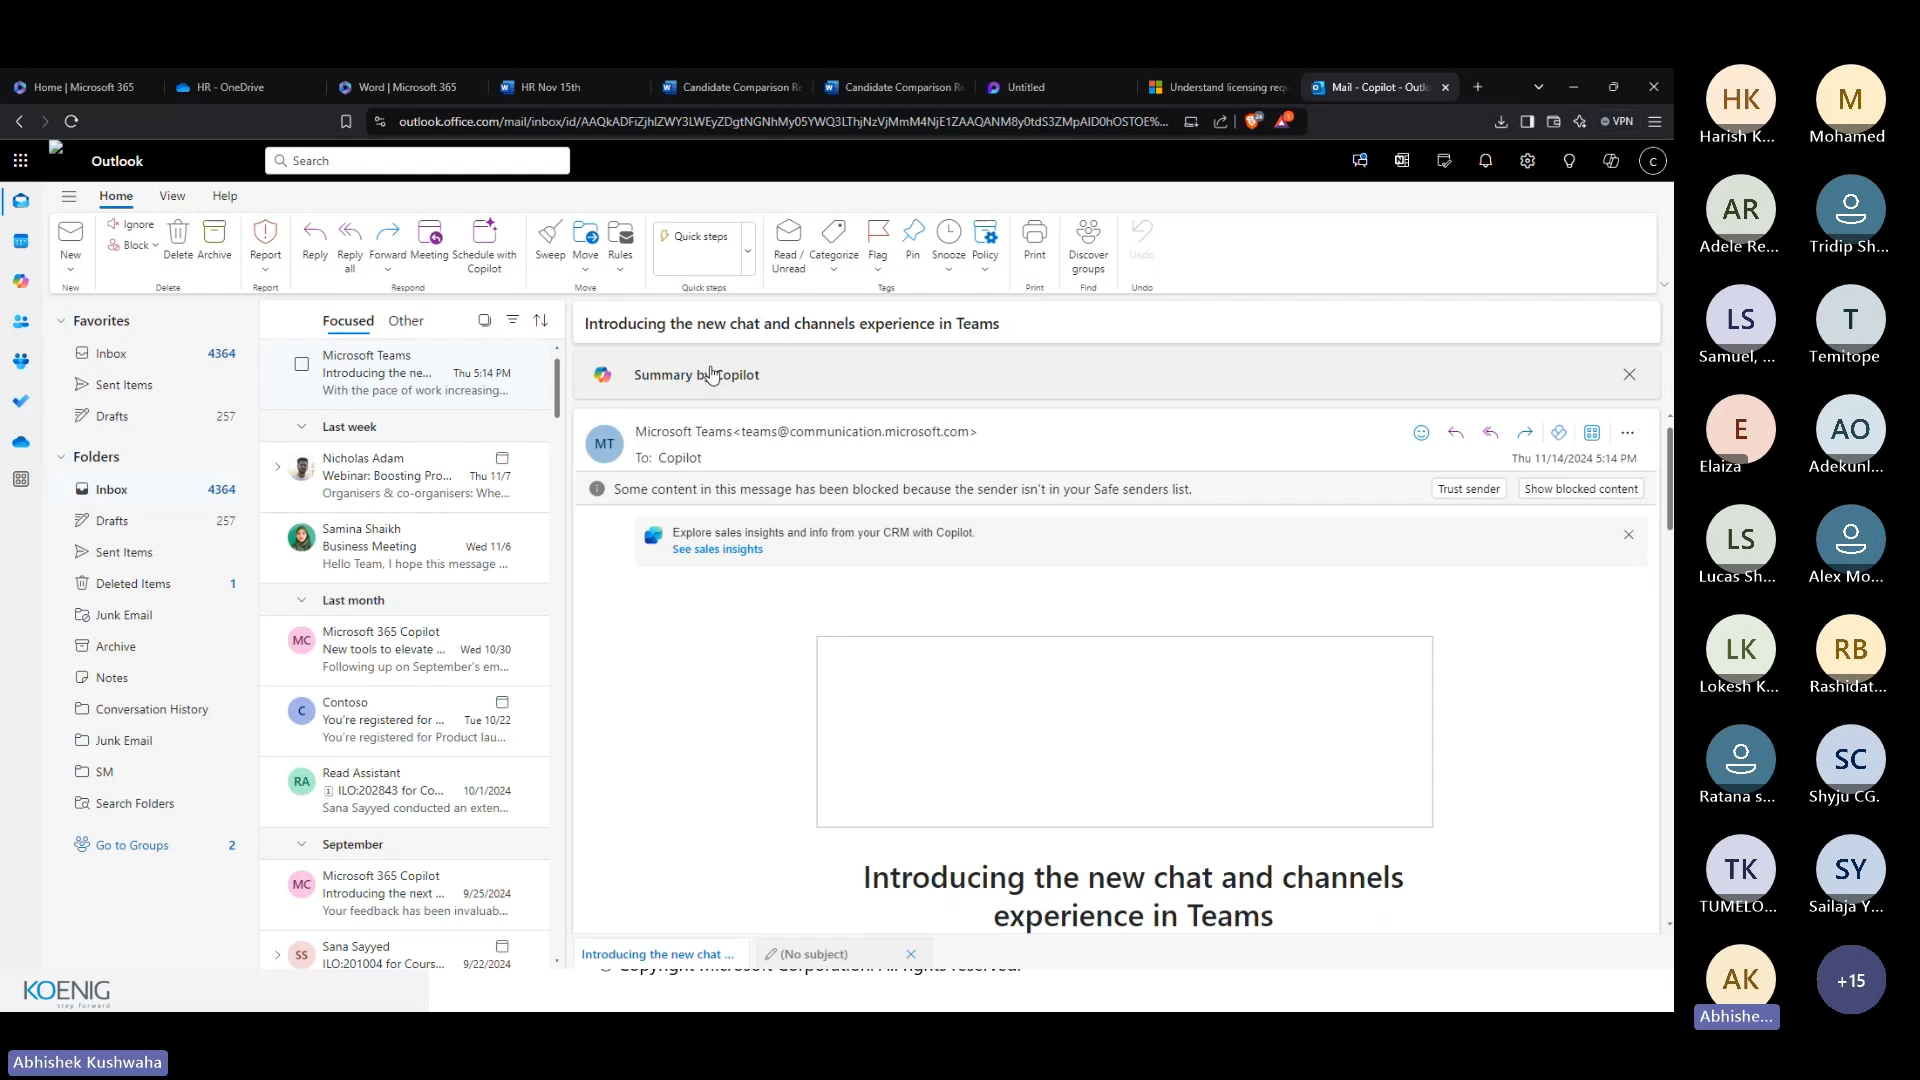 Home | Microsoft 365
HR - OneDrive
Word | Microsoft 365
HR Nov 15th
Candidate Comparison Re
Candidate Comparison Re
Untitled
Understand licensing requ
Mail - Copilot - Outlo
outlook.office.com/mail/inbox/id/
VPN
Outlook
Search
C
Home View Help
New
Ignore
Block
Delete
Archive
Report
Reply
Reply all
Forward
Meeting
Schedule with Copilot
Sweep
Move
Rules
Quick steps
Read / Unread
Categorize
Flag
Pin
Snooze
Policy
Print
Discover groups
Undo
New
Delete
Report
Respond
Move
Quick steps
Tags
Print
Find
Undo
Favorites
Inbox 4364
Sent Items
Drafts 257
Folders
Inbox 4364
Drafts 257
Sent Items
Deleted Items 1
Junk Email
Archive
Notes
Conversation History
Junk Email
SM
Search Folders
Go to Groups 2
Focused Other
Microsoft Teams
Introducing the ne... Thu 5:14 PM
With the pace of work increasing...
Last week
Nicholas Adam
Webinar: Boosting Pro... Thu 11/7
Organisers & co-organisers: Whe...
Samina Shaikh
Business Meeting Wed 11/6
Hello Team, I hope this message ...
Last month
MC
Microsoft 365 Copilot
New tools to elevate ... Wed 10/30
Following up on September's em...
C
Contoso
You're registered for ... Tue 10/22
You're registered for Product lau...
RA
Read Assistant
ILO:202843 for Co... 10/1/2024
Sana Sayyed conducted an exten...
September
MC
Microsoft 365 Copilot
Introducing the next ... 9/25/2024
Your feedback has been invaluab...
SS
Sana Sayyed
ILO:201004 for Cours... 9/22/2024
Introducing the new chat and channels experience in Teams
Summary by Copilot
MT
Microsoft Teams<teams@communication.microsoft.com>
To: Copilot
Thu 11/14/2024 5:14 PM
Some content in this message has been blocked because the sender isn't in your Safe senders list.
Trust sender
Show blocked content
Explore sales insights and info from your CRM with Copilot.
See sales insights
Introducing the new chat and channels
experience in Teams
Introducing the new chat ...
(No subject)
© Copyright Microsoft Corporation. All rights reserved.
KOENIG
step forward
Abhishek Kushwaha
HK
Harish K...
M
Mohamed
AR
Adele Re...
Tridip Sh...
LS
Samuel, ...
T
Temitope
E
Elaiza
AO
Adekunl...
LS
Lucas Sh...
Alex Mo...
LK
Lokesh K...
RB
Rashidat...
Ratana s...
SC
Shyju CG.
TK
TUMELO...
SY
Sailaja Y...
AK
Abhishe...
+15